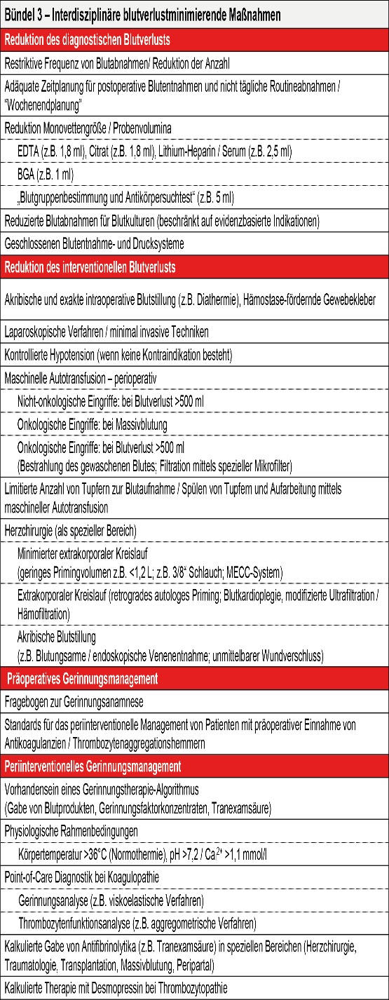 Bündel 3 – Interdisziplinäre blutverlustminimierende Maßnahmen
Reduktion des diagnostischen Blutverlusts
Restriktive Frequenz von Blutabnahmen/ Reduktion der Anzahl
Adäquate Zeitplanung für postoperative Blutentnahmen und nicht tägliche Routineabnahmen /
“Wochenendplanung“
Reduktion Monovettengröße / Probenvolumina
EDTA (z.B. 1,8 ml), Citrat (z.B. 1,8 ml), Lithium-Heparin / Serum (z.B. 2,5 ml)
BGA (z.B. 1 ml)
„Blutgruppenbestimmung und Antikörpersuchtest“ (z.B. 5 ml)
Reduzierte Blutabnahmen für Blutkulturen (beschränkt auf evidenzbasierte Indikationen)
Geschlossenen Blutentnahme- und Drucksysteme
Reduktion des interventionellen Blutverlusts
Akribische und exakte intraoperative Blutstillung (z.B. Diathermie), Hämostase-fördernde Gewebekleber
Laparoskopische Verfahren / minimal invasive Techniken
Kontrollierte Hypotension (wenn keine Kontraindikation besteht)
Maschinelle Autotransfusion – perioperativ
Nicht-onkologische Eingriffe: bei Blutverlust >500 ml
Onkologische Eingriffe: bei Massivblutung
Onkologische Eingriffe: bei Blutverlust >500 ml
(Bestrahlung des gewaschenen Blutes; Filtration mittels spezieller Mikrofilter)
Limitierte Anzahl von Tupfern zur Blutaufnahme / Spülen von Tupfern und Aufarbeitung mittels
maschineller Autotransfusion
Herzchirurgie (als spezieller Bereich)
Minimierter extrakorporaler Kreislauf
(geringes Primingvolumen z.B. <1,2 L; z.B. 3/8“ Schlauch; MECC-System)
Extrakorporaler Kreislauf (retrogrades autologes Priming; Blutkardioplegie, modifizierte Ultrafiltration /
Hämofiltration)
Akribische Blutstillung
(z.B. Blutungsarme / endoskopische Venenentnahme; unmittelbarer Wundverschluss)
Präoperatives Gerinnungsmanagement
Fragebogen zur Gerinnungsanamnese
Standards für das periinterventionelle Management von Patienten mit präoperativer Einnahme von
Antikoagulanzien / Thrombozytenaggregationshemmern
Periinterventionelles Gerinnungsmanagement
Vorhandensein eines Gerinnungstherapie-Algorithmus
(Gabe von Blutprodukten, Gerinnungsfaktorkonzentraten, Tranexamsäure)
Physiologische Rahmenbedingungen
Körpertemperatur >36°C (Normothermie), pH >7,2 / Cai²⁺ >1,1 mmol/l
Point-of-Care Diagnostik bei Koagulopathie
Gerinnungsanalyse (z.B. viskoelastische Verfahren)
Thrombozytenfunktionsanalyse (z.B. aggregometrische Verfahren)
Kalkulierte Gabe von Antifibrinolytika (z.B. Tranexamsäure) in speziellen Bereichen (Herzchirurgie,
Traumatologie, Transplantation, Massivblutung, Peripartal)
Kalkulierte Therapie mit Desmopressin bei Thrombozytopathie